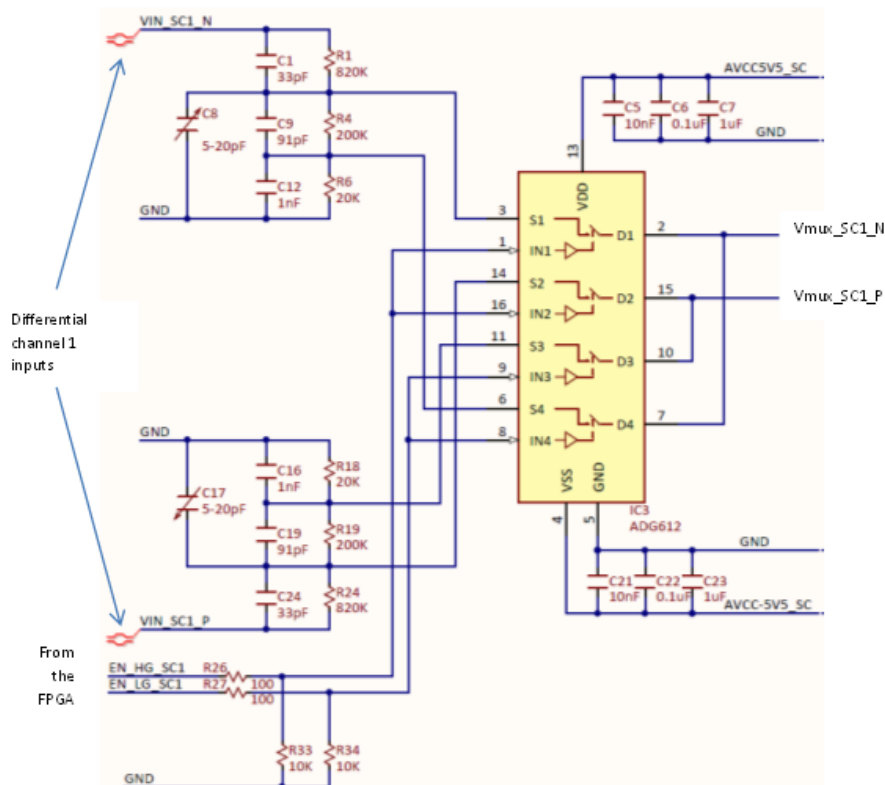 VIN_SC1_N
C1
33pF
R1
820K
C8
5-20pF
C9
91pF
R4
200K
C12
1nF
R6
20K
GND
AVCC5V5_SC
C5
10nF
C6
0.1uF
C7
1uF
GND
13
VDD
3
S1
D1
2
Vmux_SC1_N
1
IN1
14
S2
D2
15
Vmux_SC1_P
16
IN2
11
S3
D3
10
9
IN3
6
S4
D4
7
8
IN4
VSS
GND
4
5
IC3
ADG612
Differential
channel 1
inputs
GND
C16
1nF
R18
20K
C17
5-20pF
C19
91pF
R19
200K
C24
33pF
R24
820K
VIN_SC1_P
GND
C21
10nF
C22
0.1uF
C23
1uF
AVCC-5V5_SC
From
the
FPGA
EN_HG_SC1
R26
100
EN_LG_SC1
R27
100
R33
10K
R34
10K
GND